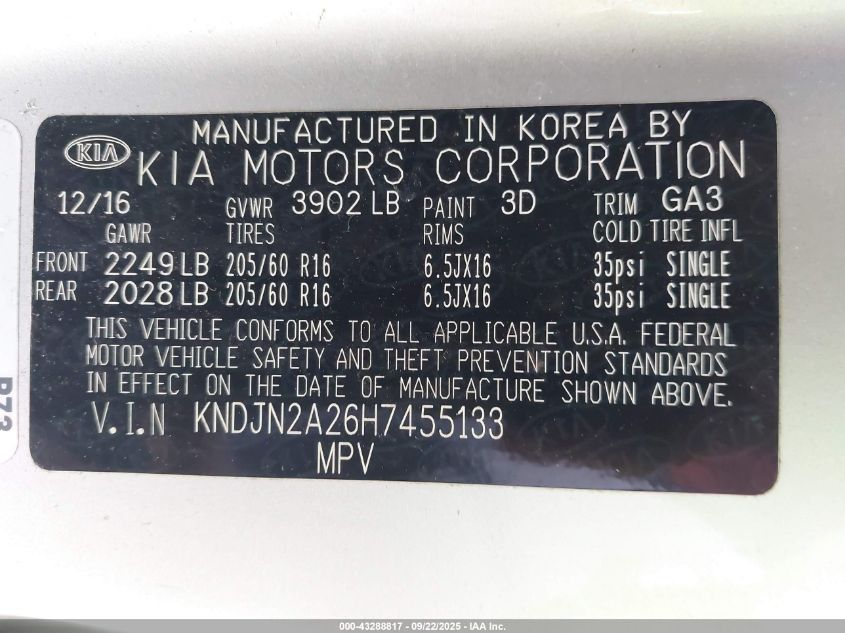 MANUFACTURED IN KOREA BY
KIA KIA MOTORS CORPORATION
12/16 GVWR 3902 LB PAINT 3D TRIM GA3
GAWR TIRES RIMS COLD TIRE INFL
FRONT 2249 LB 205/60 R16 6.5JX16 35psi SINGLE
REAR 2028 LB 205/60 R16 6.5JX16 35psi SINGLE
THIS VEHICLE CONFORMS TO ALL APPLICABLE U.S.A. FEDERAL
MOTOR VEHICLE SAFETY AND THEFT PREVENTION STANDARDS
IN EFFECT ON THE DATE OF MANUFACTURE SHOWN ABOVE.
V.I.N KNDJN2A26H7455133
MPV
000-43288817 - 09/22/2025 - IAA Inc.